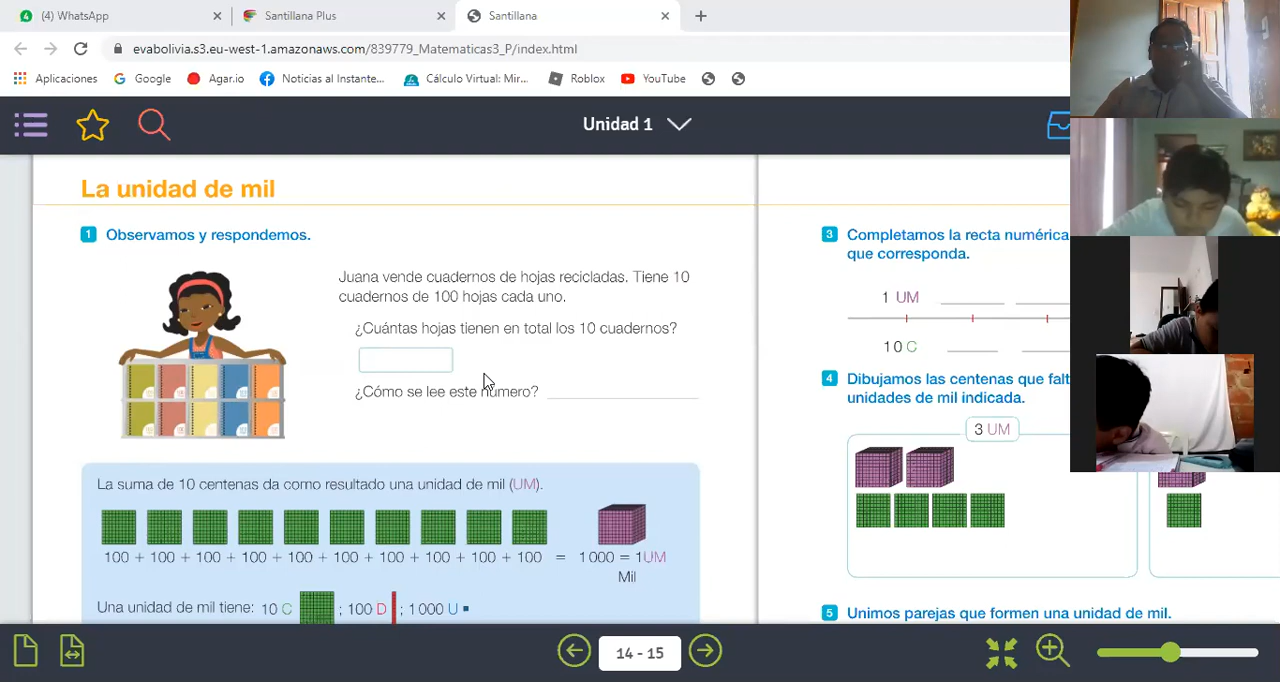 (4) WhatsApp
Santillana Plus
Santillana
evabolivia.s3.eu-west-1.amazonaws.com/839779_Matematicas3_P/index.html
Aplicaciones
Google
Agar.io
Noticias al Instante...
Cálculo Virtual: Mir...
Roblox
YouTube
Unidad 1
La unidad de mil
1 Observamos y respondemos.
Juana vende cuadernos de hojas recicladas. Tiene 10
cuadernos de 100 hojas cada uno.
¿Cuántas hojas tienen en total los 10 cuadernos?
¿Cómo se lee este número?
La suma de 10 centenas da como resultado una unidad de mil (UM).
100 + 100 + 100 + 100 + 100 + 100 + 100 + 100 + 100 + 100 = 1 000 = 1UM
Mil
Una unidad de mil tiene: 10 C ; 100 D ; 1 000 U
3 Completamos la recta numérica
que corresponda.
1 UM
10 C
4 Dibujamos las centenas que falt
unidades de mil indicada.
3 UM
5 Unimos parejas que formen una unidad de mil.
14 - 15